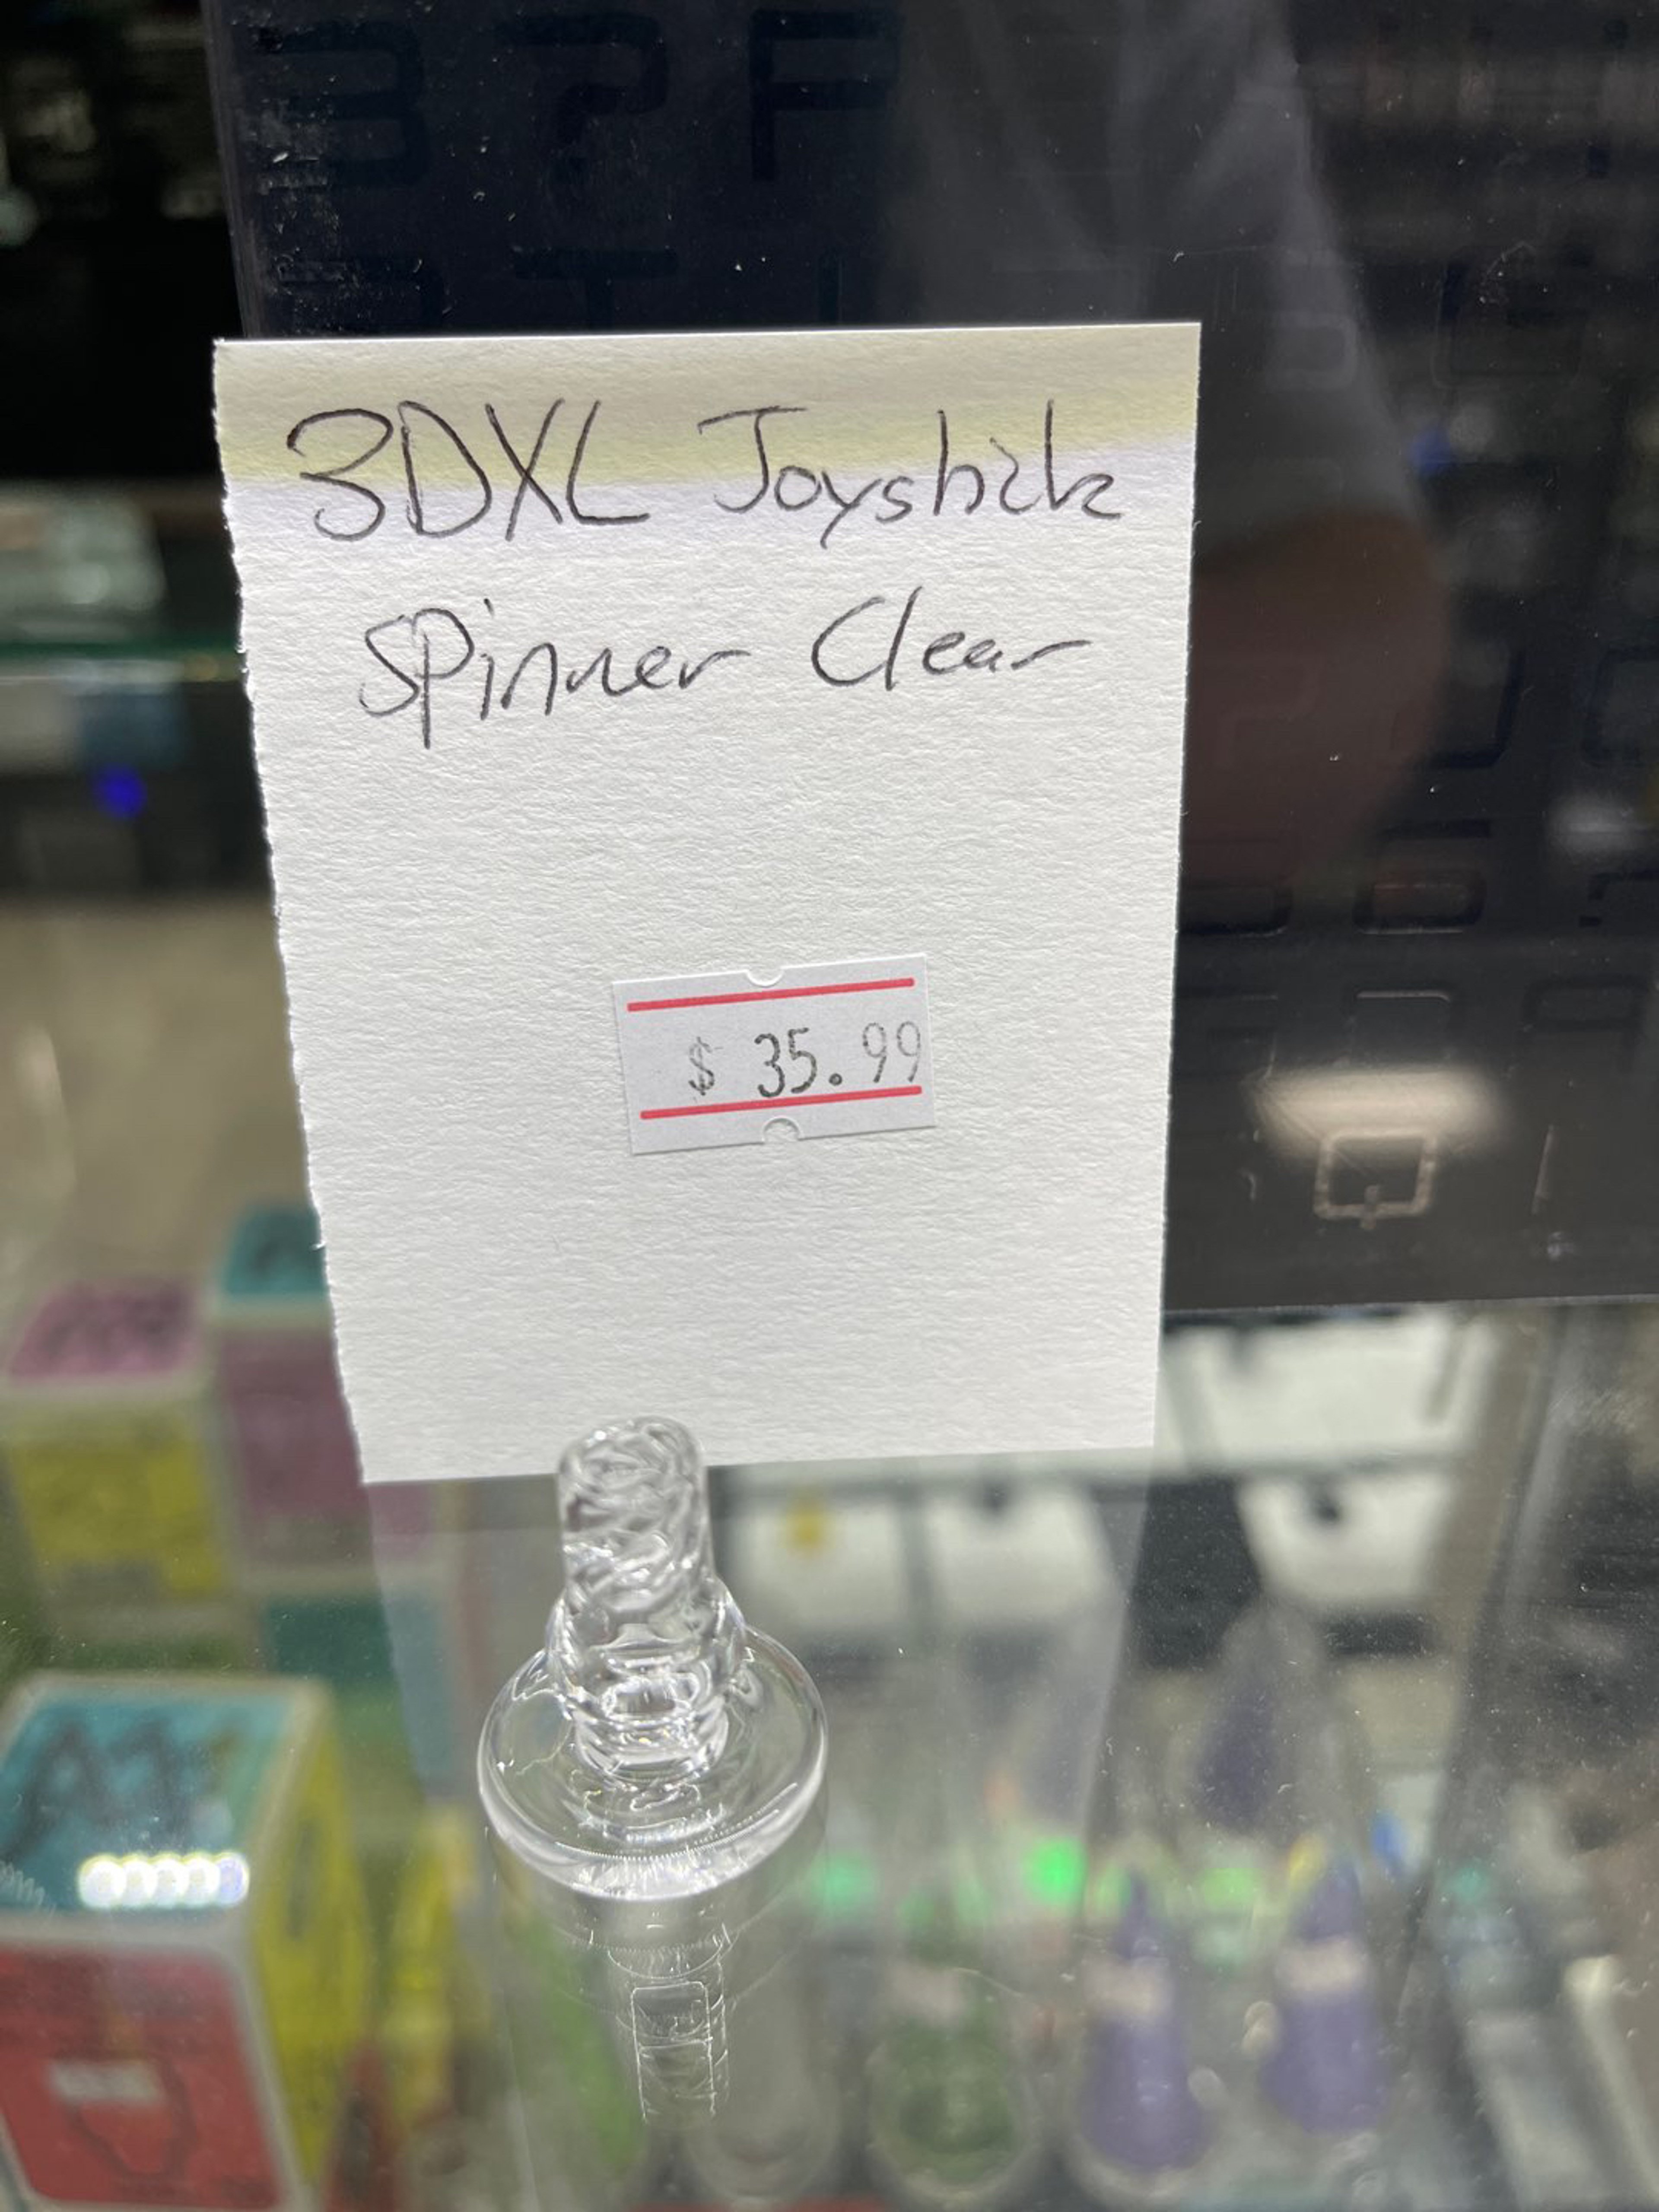 3DXL Joystick
Spinner Clear
$ 35.99